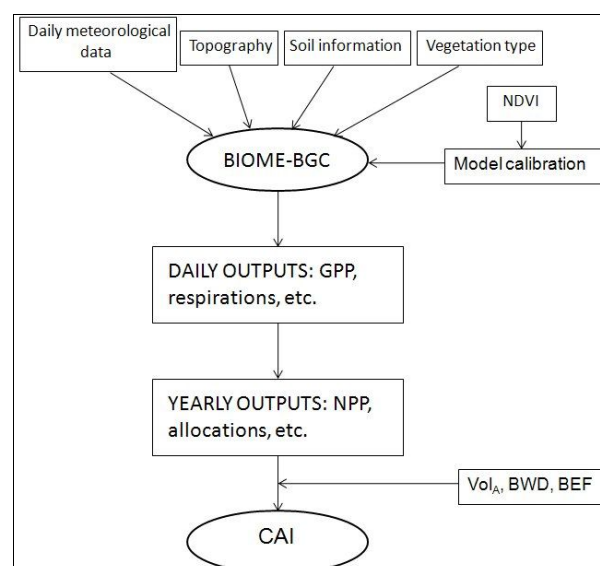 Daily meteorological
data
Topography
Soil information
Vegetation type
NDVI
BIOME-BGC
Model calibration
DAILY OUTPUTS: GPP,
respirations, etc.
YEARLY OUTPUTS: NPP,
allocations, etc.
Vol_A, BWD, BEF
CAI